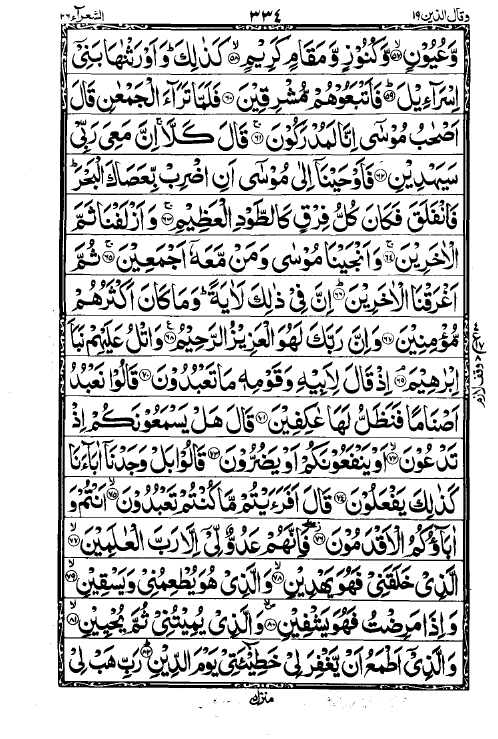 وقال الذين ١٩ ٣٣٤ الشعرآء ٢٦
وَّعُيُوْنٍ ۙ‏﴿۵۷﴾ وَّكُنُوْزٍ وَّمَقَامٍ كَرِيْمٍ ۙ‏﴿۵۸﴾ كَذٰلِكَ ؕ وَاَوْرَثْنٰهَا بَنِىْۤ
اِسْرَآءِيْلَ ؕ‏﴿۵۹﴾ فَاَتْبَعُوْهُمْ مُّشْرِقِيْنَ‏﴿۶۰﴾ فَلَمَّا تَرَآءَ الْجَمْعٰنِ قَالَ
اَصْحٰبُ مُوْسٰٓى اِنَّا لَمُدْرَكُوْنَ ۚ‏﴿۶۱﴾ قَالَ كَلَّا ۚ اِنَّ مَعِىَ رَبِّىْ
سَيَهْدِيْنِ‏﴿۶۲﴾ فَاَوْحَيْنَاۤ اِلٰى مُوْسٰٓى اَنِ اضْرِبْ بِّعَصَاكَ الْبَحْرَ ؕ
فَانْفَلَقَ فَكَانَ كُلُّ فِرْقٍ كَالطَّوْدِ الْعَظِيْمِ ۚ‏﴿۶۳﴾ وَاَزْلَفْنَا ثَمَّ
الْاٰخَرِيْنَ ۚ‏﴿۶۴﴾ وَاَنْجَيْنَا مُوْسٰى وَمَنْ مَّعَهٗۤ اَجْمَعِيْنَ ۚ‏﴿۶۵﴾ ثُمَّ
اَغْرَقْنَا الْاٰخَرِيْنَ ؕ‏﴿۶۶﴾ اِنَّ فِىْ ذٰلِكَ لَاٰيَةً ؕ وَمَا كَانَ اَكْثَرُهُمْ
مُّؤْمِنِيْنَ‏﴿۶۷﴾ وَاِنَّ رَبَّكَ لَهُوَ الْعَزِيْزُ الرَّحِيْمُ‏﴿۶۸﴾ وَاتْلُ عَلَيْهِمْ نَبَاَ
اِبْرٰهِيْمَ ۘ‏﴿۶۹﴾ اِذْ قَالَ لِاَبِيْهِ وَقَوْمِهٖ مَا تَعْبُدُوْنَ‏﴿۷۰﴾ قَالُوْا نَعْبُدُ
اَصْنَامًا فَنَظَلُّ لَهَا عٰكِفِيْنَ‏﴿۷۱﴾ قَالَ هَلْ يَسْمَعُوْنَكُمْ اِذْ
تَدْعُوْنَ ۙ‏﴿۷۲﴾ اَوْ يَنْفَعُوْنَكُمْ اَوْ يَضُرُّوْنَ‏﴿۷۳﴾ قَالُوْا بَلْ وَجَدْنَاۤ اٰبَآءَنَا
كَذٰلِكَ يَفْعَلُوْنَ‏﴿۷۴﴾ قَالَ اَفَرَءَيْتُمْ مَّا كُنْتُمْ تَعْبُدُوْنَ ۙ‏﴿۷۵﴾ اَنْتُمْ وَ
اٰبَآؤُكُمُ الْاَقْدَمُوْنَ ۖ‏﴿۷۶﴾ فَاِنَّهُمْ عَدُوٌّ لِّىْۤ اِلَّا رَبَّ الْعٰلَمِيْنَ ۙ‏﴿۷۷﴾
الَّذِىْ خَلَقَنِىْ فَهُوَ يَهْدِيْنِ ۙ‏﴿۷۸﴾ وَالَّذِىْ هُوَ يُطْعِمُنِىْ وَيَسْقِيْنِ ۙ‏﴿۷۹﴾
وَاِذَا مَرِضْتُ فَهُوَ يَشْفِيْنِ ۙ‏﴿۸۰﴾ وَالَّذِىْ يُمِيْتُنِىْ ثُمَّ يُحْيِيْنِ ۙ‏﴿۸۱﴾
وَالَّذِىْۤ اَطْمَعُ اَنْ يَّغْفِرَ لِىْ خَطِيْٓئَتِىْ يَوْمَ الدِّيْنِ ؕ‏﴿۸۲﴾ رَبِّ هَبْ لِىْ
وقف لازم
منزل